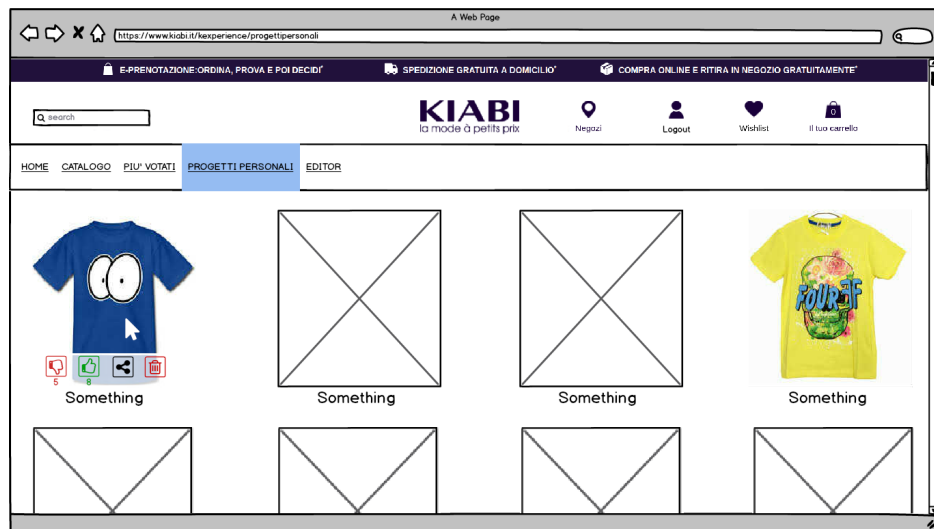 A Web Page
https://www.kiabi.it/kexperience/progettipersonali
E-PRENOTAZIONE:ORDINA, PROVA E POI DECIDI*
SPEDIZIONE GRATUITA A DOMICILIO*
COMPRA ONLINE E RITIRA IN NEGOZIO GRATUITAMENTE*
search
KIABI
la mode à petits prix
Negozi
Logout
Wishlist
0
Il tuo carrello
HOME
CATALOGO
PIU' VOTATI
PROGETTI PERSONALI
EDITOR
FOUR
5
8
Something
Something
Something
Something